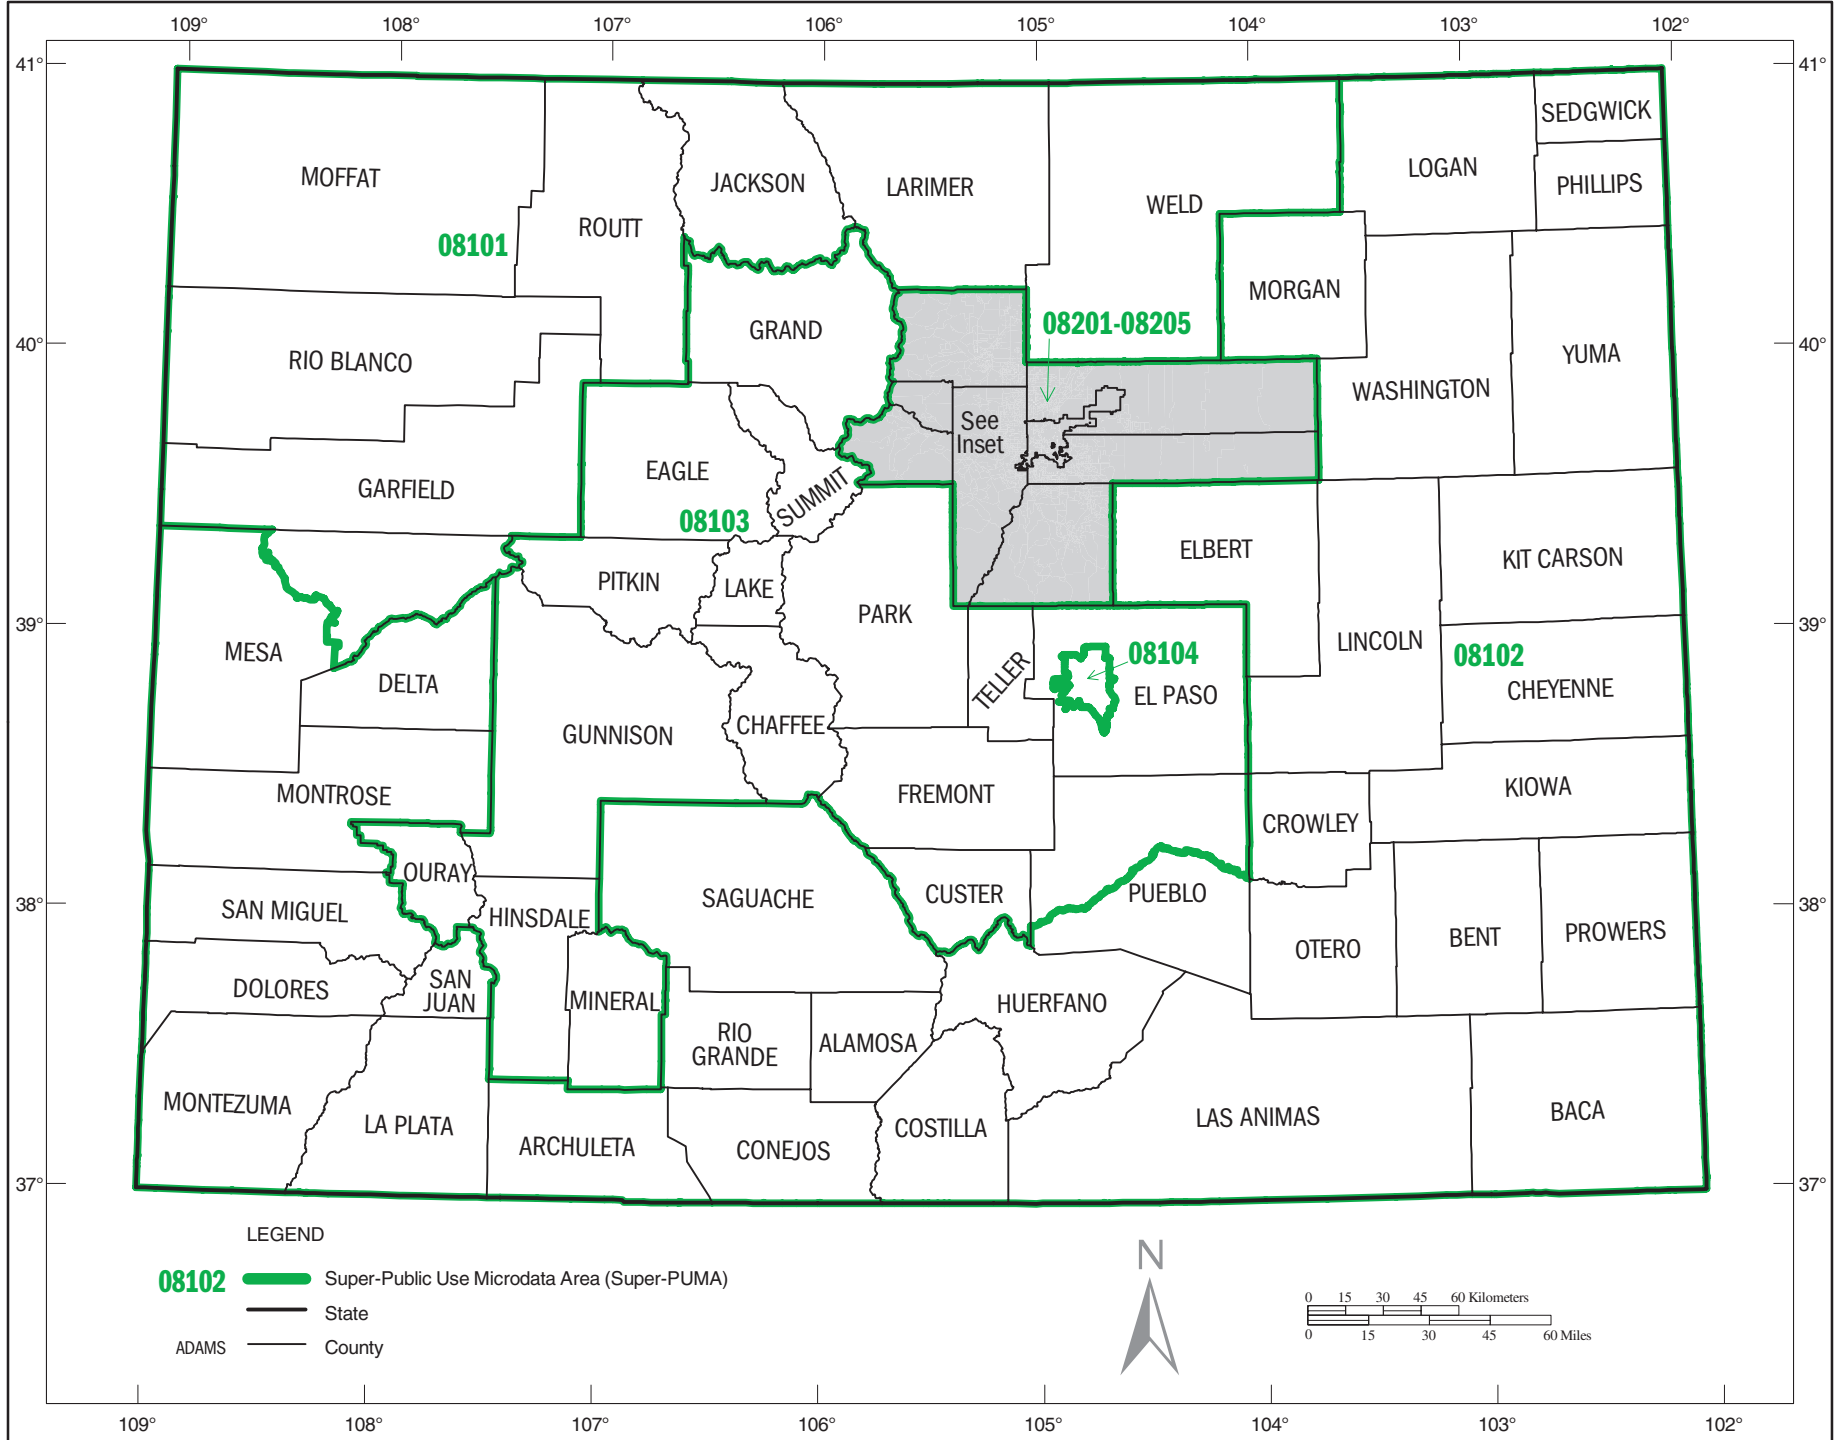 109° 108° 107° 106° 105° 104° 103° 102°
41° 41°
SEDGWICK
LOGAN
MOFFAT
JACKSON
LARIMER
PHILLIPS
WELD
ROUTT
08101
MORGAN
08201-08205
GRAND
40° 40°
RIO BLANCO
YUMA
WASHINGTON
See
Inset
EAGLE
GARFIELD
SUMMIT
08103
ELBERT
KIT CARSON
PITKIN
LAKE
PARK
39° 39°
LINCOLN
MESA
08104
08102
TELLER
DELTA
CHEYENNE
EL PASO
CHAFFEE
GUNNISON
KIOWA
MONTROSE
FREMONT
CROWLEY
OURAY
PUEBLO
CUSTER
SAGUACHE
38° 38°
SAN MIGUEL
HINSDALE
PROWERS
BENT
OTERO
SAN
JUAN
DOLORES
MINERAL
HUERFANO
RIO
GRANDE
ALAMOSA
MONTEZUMA
BACA
LAS ANIMAS
LA PLATA
COSTILLA
ARCHULETA
CONEJOS
37° 37°
LEGEND
08102 Super-Public Use Microdata Area (Super-PUMA)
State
ADAMS County
N
0 15 30 45 60 Kilometers
0 15 30 45 60 Miles
109° 108° 107° 106° 105° 104° 103° 102°